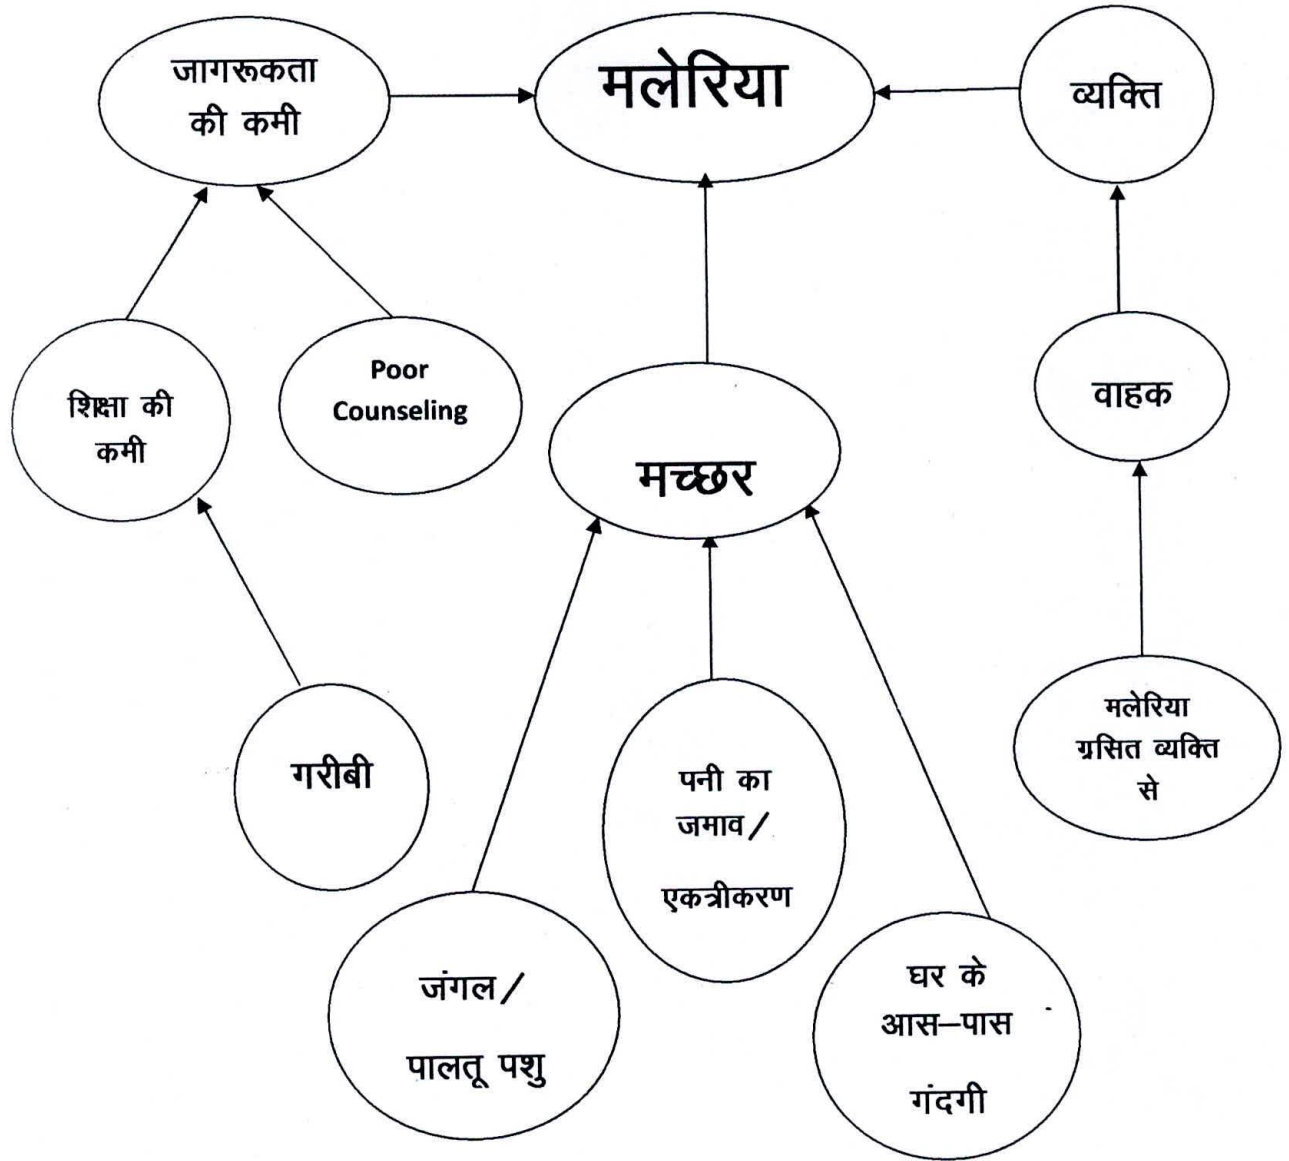 जागरूकता
की कमी
मलेरिया
व्यक्ति
शिक्षा की
कमी
Poor
Counseling
मच्छर
वाहक
गरीबी
पनी का
जमाव/
एकत्रीकरण
मलेरिया
ग्रसित व्यक्ति
से
जंगल/
पालतू पशु
घर के
आस–पास
गंदगी